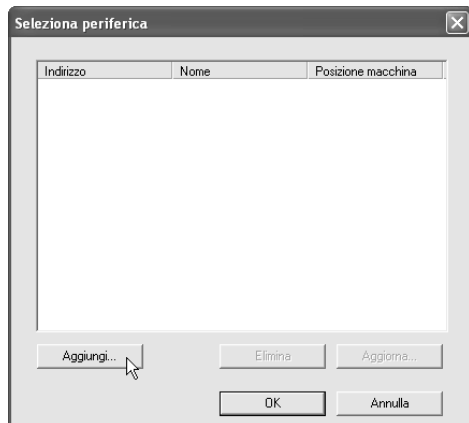 Seleziona periferica
Indirizzo Nome Posizione macchina
Aggiungi... Elimina Aggiorna...
OK Annulla